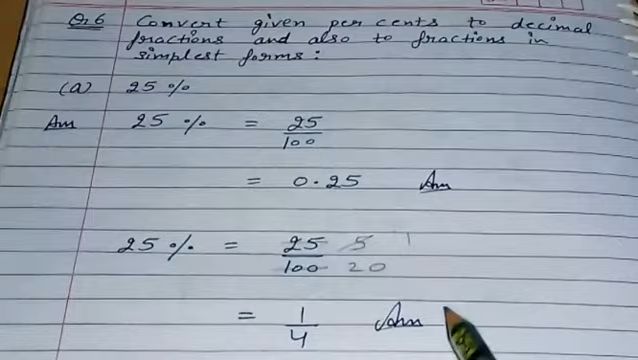 Q.6 Convert given per cents to decimal
fractions and also to fractions in
simplest forms:
(a) 25 %
Ans 25 % = 25/100
= 0.25 Ans
25 % = 25/100 5/20 1
= 1/4 Ans